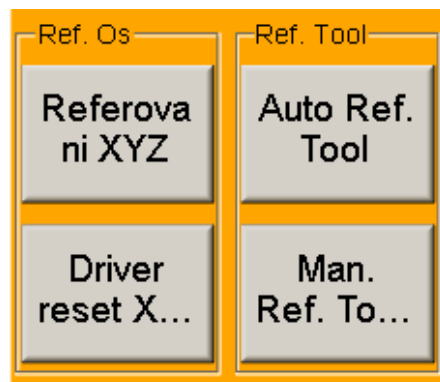 Ref. Os
Referova
ni XYZ
Driver
reset X...
Ref. Tool
Auto Ref.
Tool
Man.
Ref. To...